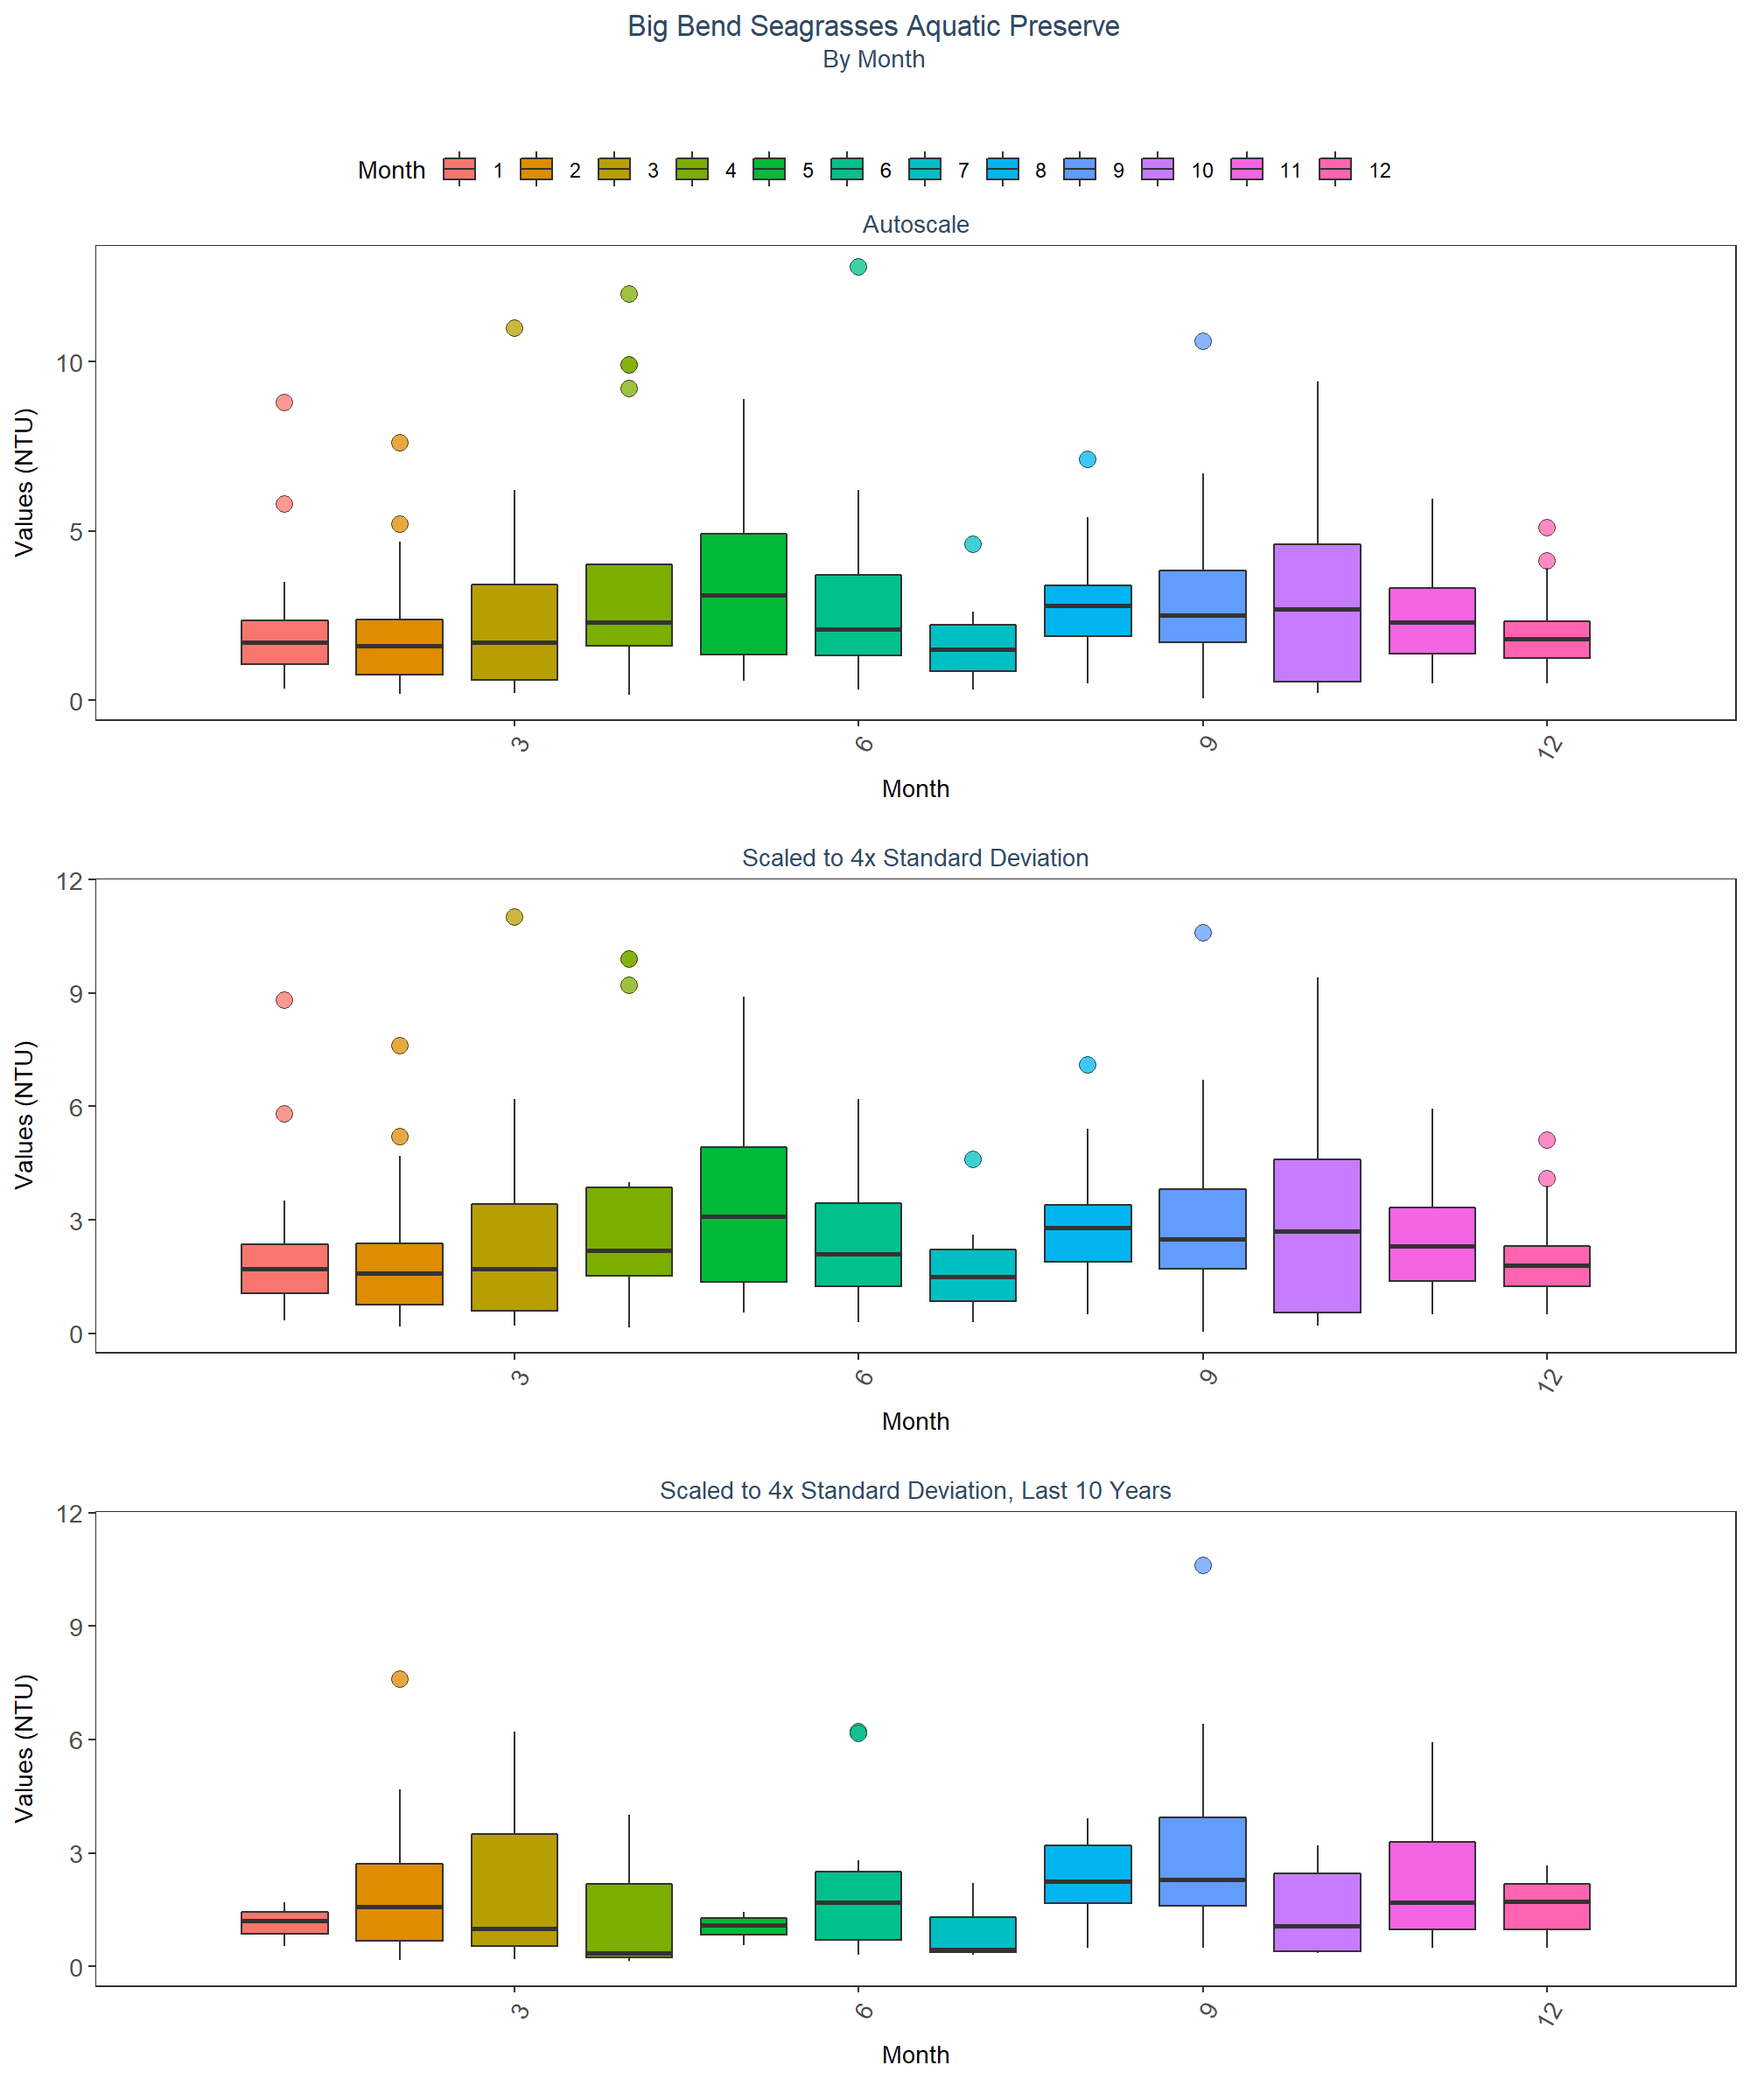 Big Bend Seagrasses Aquatic Preserve
By Month
Month 1 2 3 4 5 6 7 8 9 10 11 12
Autoscale
Values (NTU)
10
5
0
3 6 9 12
Month
Scaled to 4x Standard Deviation
Values (NTU)
12
9
6
3
0
3 6 9 12
Month
Scaled to 4x Standard Deviation, Last 10 Years
Values (NTU)
12
9
6
3
0
3 6 9 12
Month